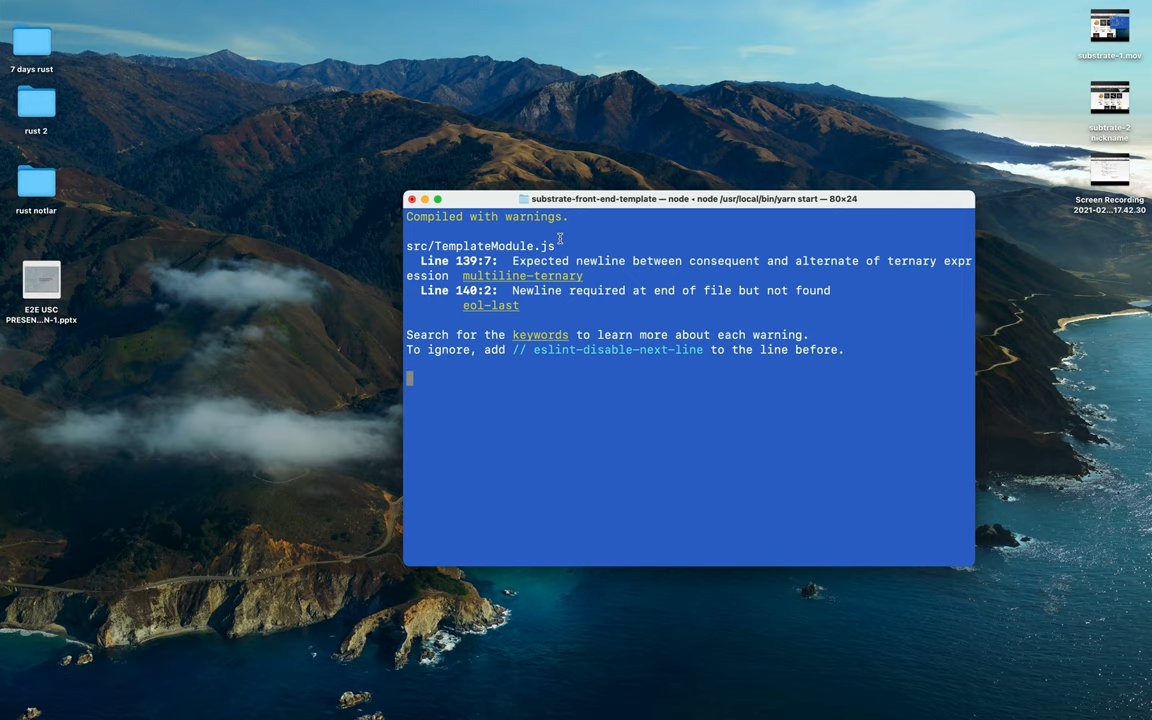 7 days rust
rust 2
rust notlar
E2E USC
PRESEN...N-1.pptx
substrate-1.mov
subtrate-2
nickname
Screen Recording
2021-02...17.42.30
substrate-front-end-template — node • node /usr/local/bin/yarn start — 80×24
Compiled with warnings.
src/TemplateModule.js
Line 139:7:  Expected newline between consequent and alternate of ternary expr
ession  multiline-ternary
Line 140:2:  Newline required at end of file but not found
eol-last
Search for the keywords to learn more about each warning.
To ignore, add // eslint-disable-next-line to the line before.